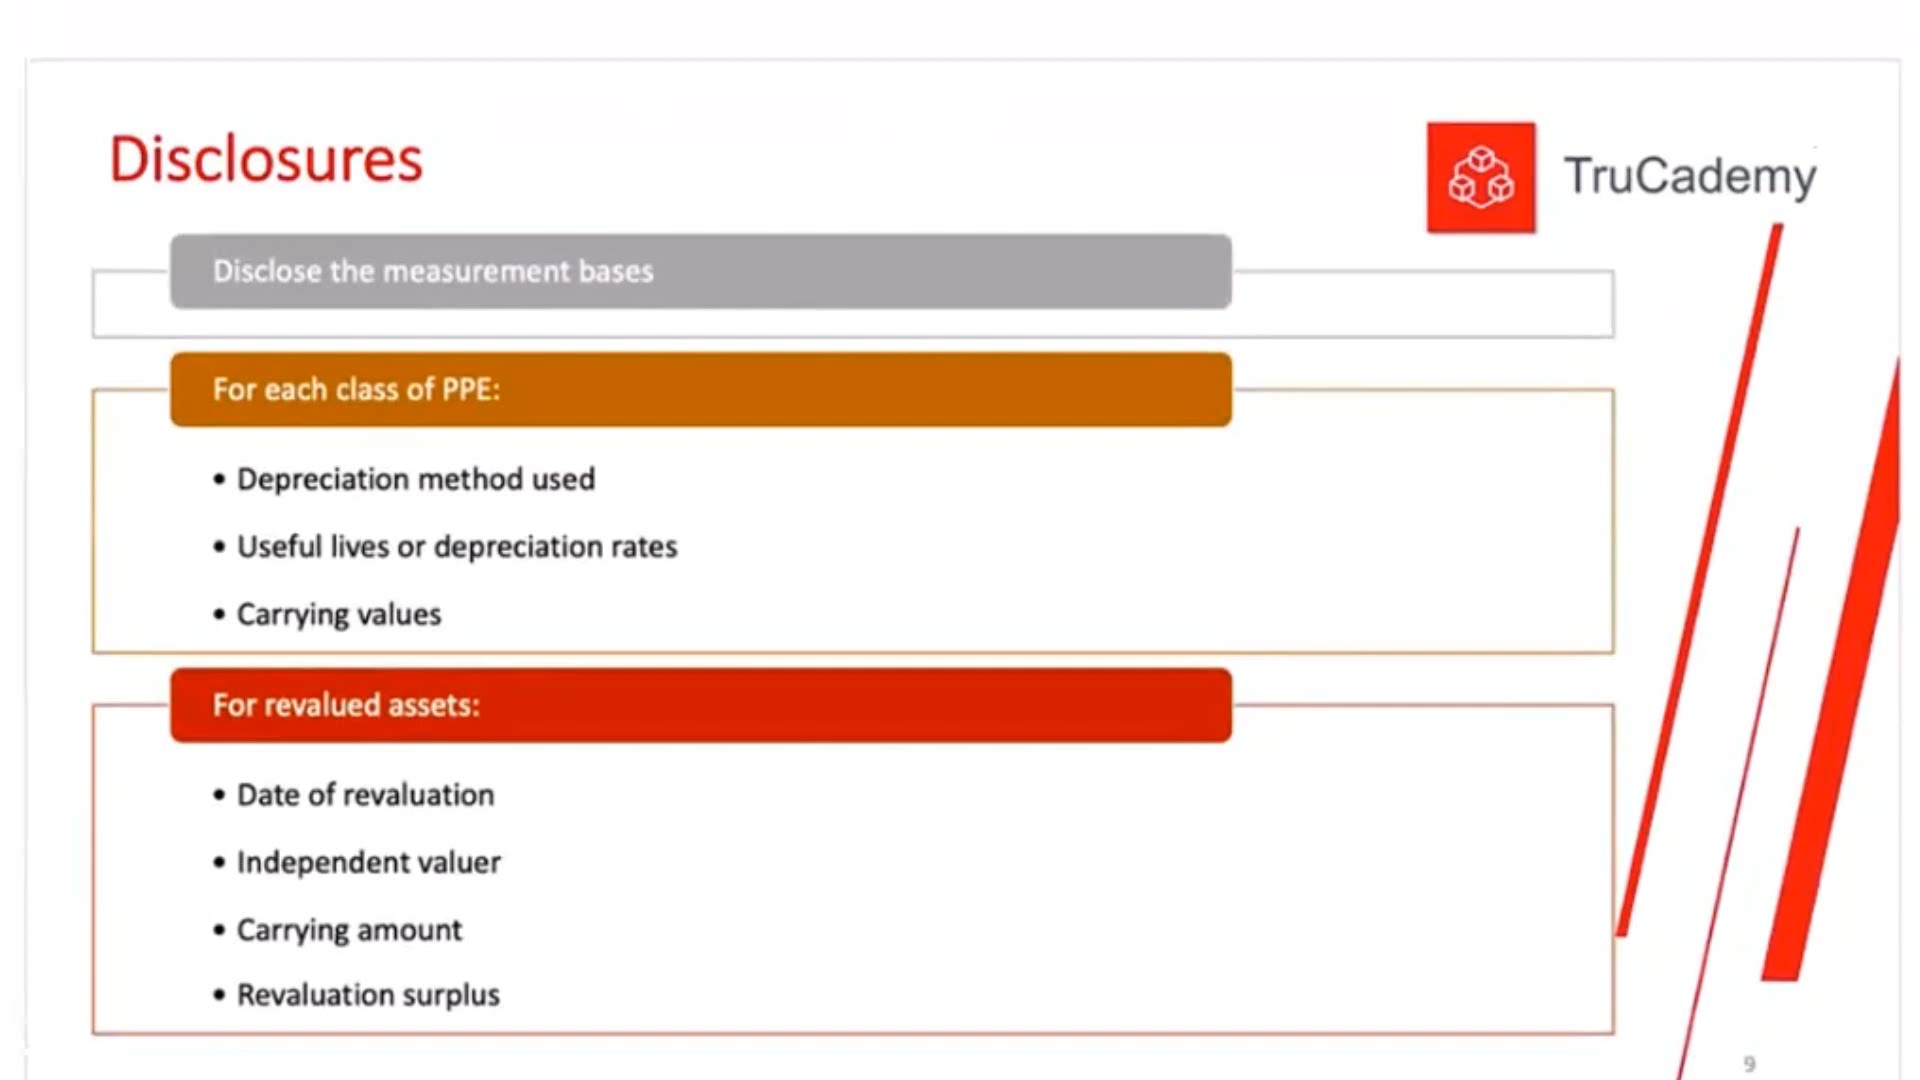 Disclosures
TruCademy
Disclose the measurement bases
For each class of PPE:
• Depreciation method used
• Useful lives or depreciation rates
• Carrying values
For revalued assets:
• Date of revaluation
• Independent valuer
• Carrying amount
• Revaluation surplus
9